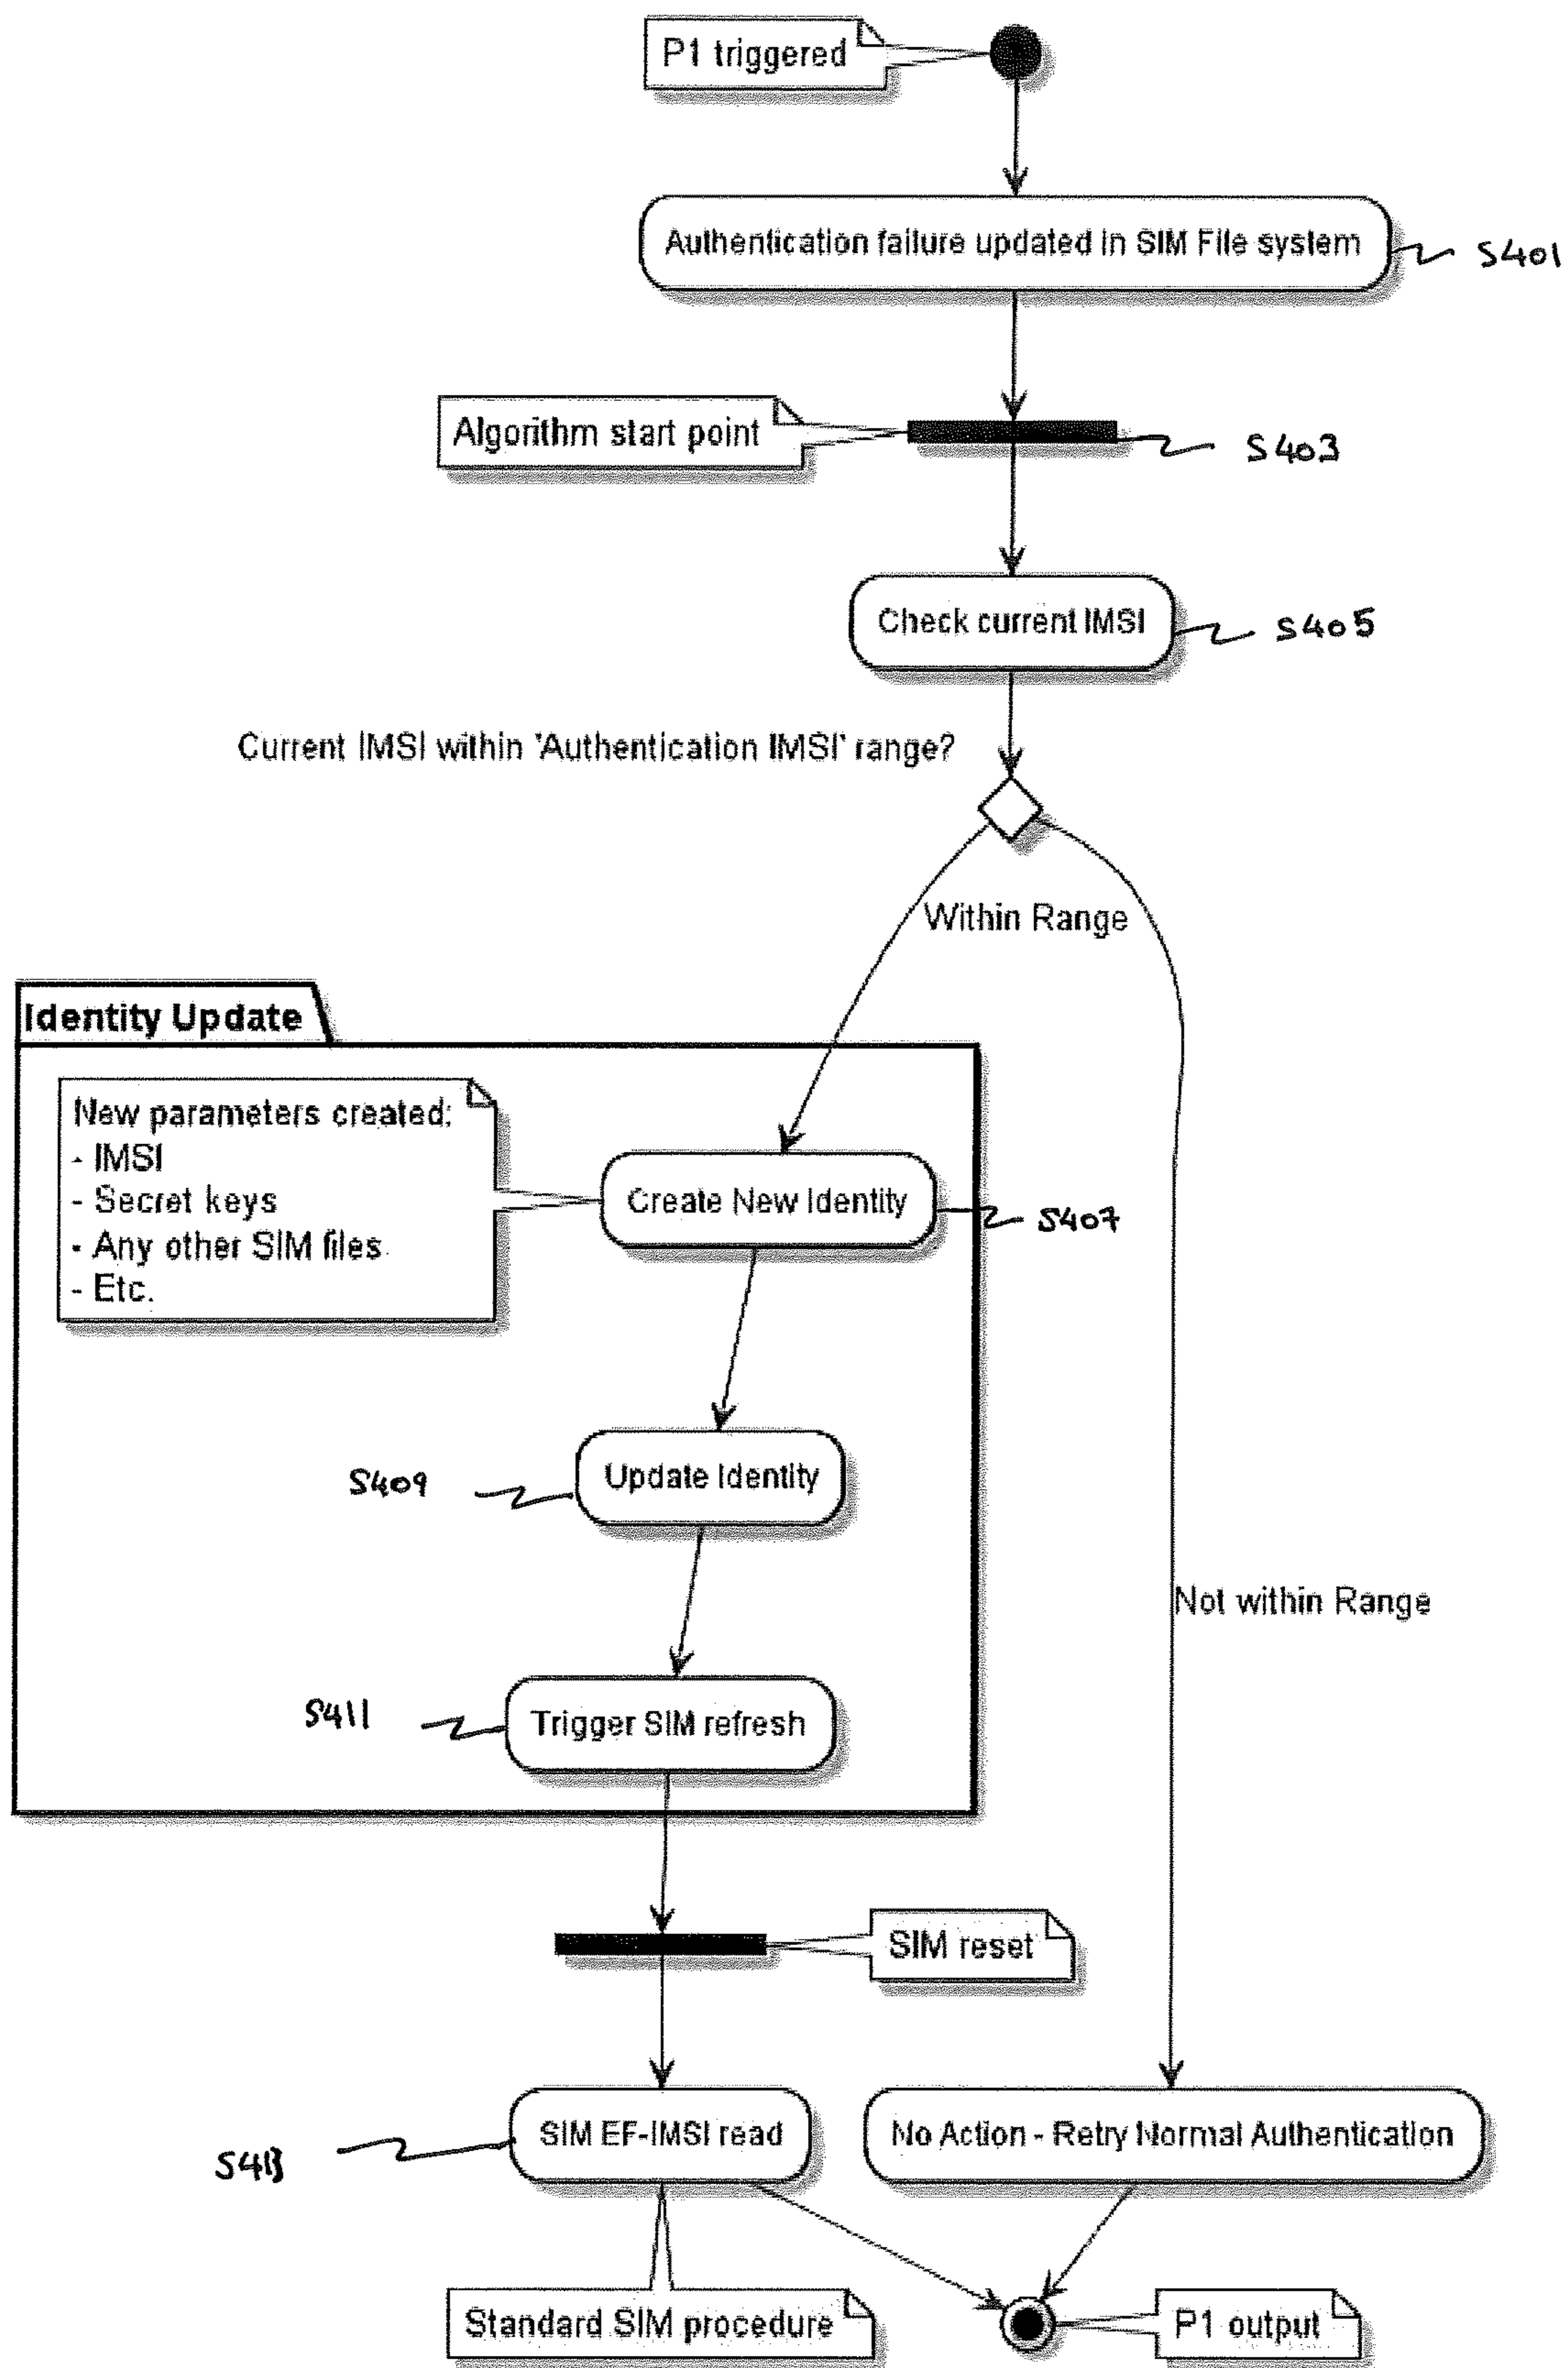 P1 triggered
Authentication failure updated in SIM File system
S401
Algorithm start point
S403
Check current IMSI
S405
Current IMSI within 'Authentication IMSI' range?
Within Range
Identity Update
New parameters created:
- IMSI
- Secret keys
- Any other SIM files
- Etc.
Create New Identity
S407
Update Identity
S409
Not within Range
Trigger SIM refresh
S411
SIM reset
SIM EF-IMSI read
S413
No Action - Retry Normal Authentication
Standard SIM procedure
P1 output